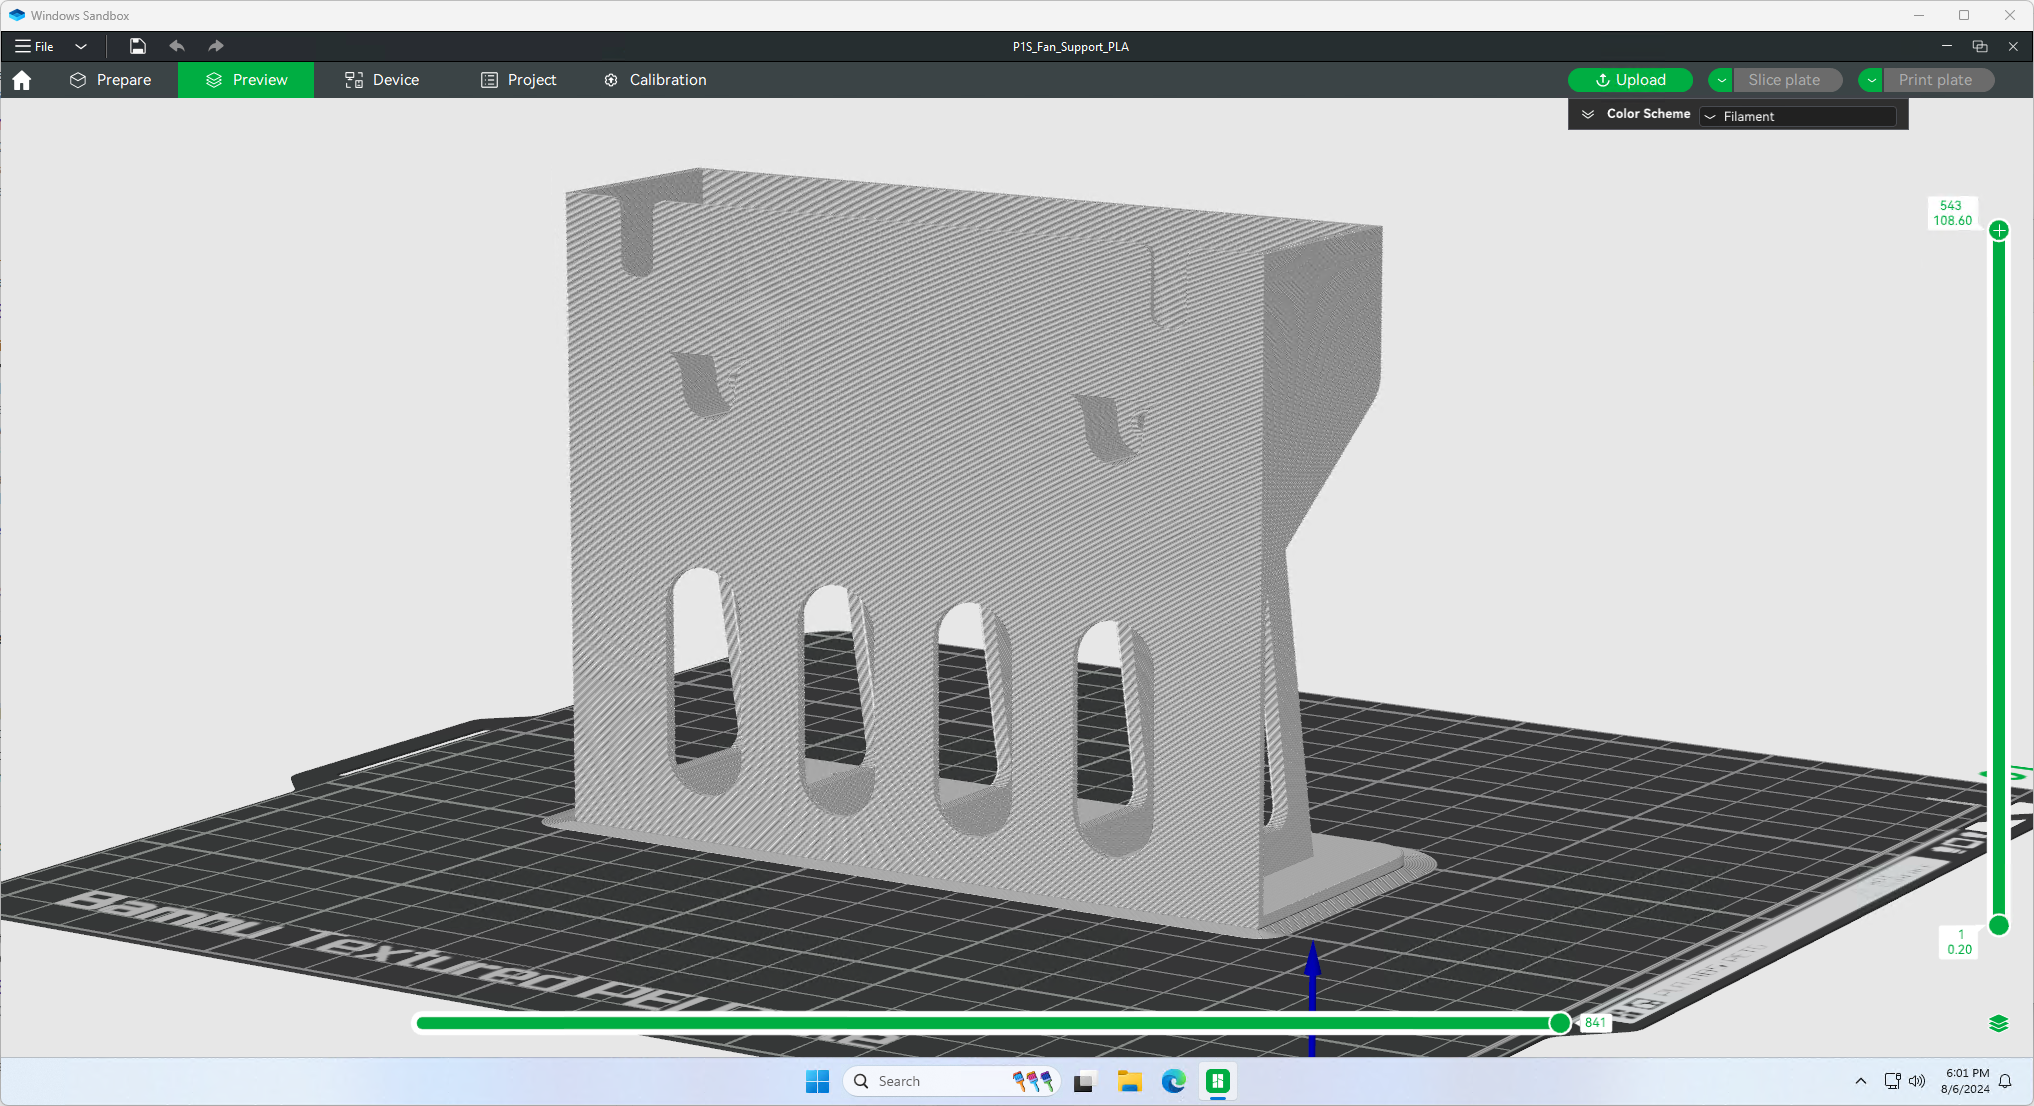 Windows Sandbox
File
P1S_Fan_Support_PLA
Prepare
Preview
Device
Project
Calibration
Upload
Slice plate
Print plate
Color Scheme
Filament
543
108.60
1
0.20
Bambu Textured PEI Plate
841
Search
6:01 PM
8/6/2024